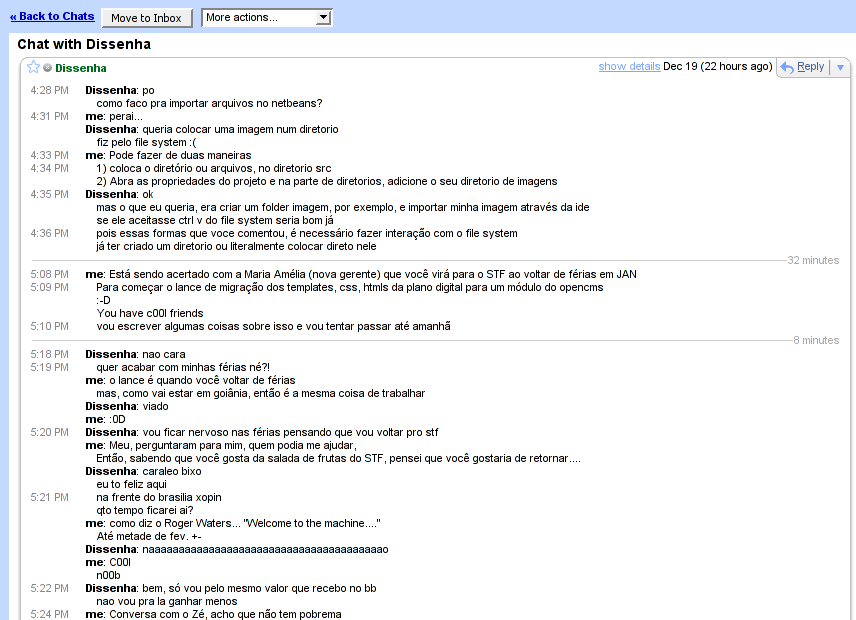 « Back to Chats Move to Inbox More actions...
Chat with Dissenha
Dissenha show details Dec 19 (22 hours ago) Reply
4:28 PM Dissenha: po
como faco pra importar arquivos no netbeans?
4:31 PM me: perai...
Dissenha: queria colocar uma imagem num diretorio
fiz pelo file system :(
4:33 PM me: Pode fazer de duas maneiras
4:34 PM 1) coloca o diretório ou arquivos, no diretorio src
2) Abra as propriedades do projeto e na parte de diretorios, adicione o seu diretorio de imagens
4:35 PM Dissenha: ok
mas o que eu queria, era criar um folder imagem, por exemplo, e importar minha imagem através da ide
se ele aceitasse ctrl v do file system seria bom já
4:36 PM pois essas formas que voce comentou, é necessário fazer interação com o file system
já ter criado um diretorio ou literalmente colocar direto nele
32 minutes
5:08 PM me: Está sendo acertado com a Maria Amélia (nova gerente) que você virá para o STF ao voltar de férias em JAN
5:09 PM Para começar o lance de migração dos templates, css, htmls da plano digital para um módulo do opencms
:-D
You have c00l friends
5:10 PM vou escrever algumas coisas sobre isso e vou tentar passar até amanhã
8 minutes
5:18 PM Dissenha: nao cara
5:19 PM quer acabar com minhas férias né?!
me: o lance é quando você voltar de férias
mas, como vai estar em goiânia, então é a mesma coisa de trabalhar
Dissenha: viado
me: :0D
5:20 PM Dissenha: vou ficar nervoso nas férias pensando que vou voltar pro stf
me: Meu, perguntaram para mim, quem podia me ajudar,
Então, sabendo que você gosta da salada de frutas do STF, pensei que você gostaria de retornar....
Dissenha: caraleo bixo
eu to feliz aqui
5:21 PM na frente do brasilia xopin
qto tempo ficarei ai?
me: como diz o Roger Waters... "Welcome to the machine...."
Até metade de fev. +-
Dissenha: naaaaaaaaaaaaaaaaaaaaaaaaaaaaaaaaaaaaaaaao
me: C00l
n00b
5:22 PM Dissenha: bem, só vou pelo mesmo valor que recebo no bb
nao vou pra la ganhar menos
5:24 PM me: Conversa com o Zé, acho que não tem pobrema